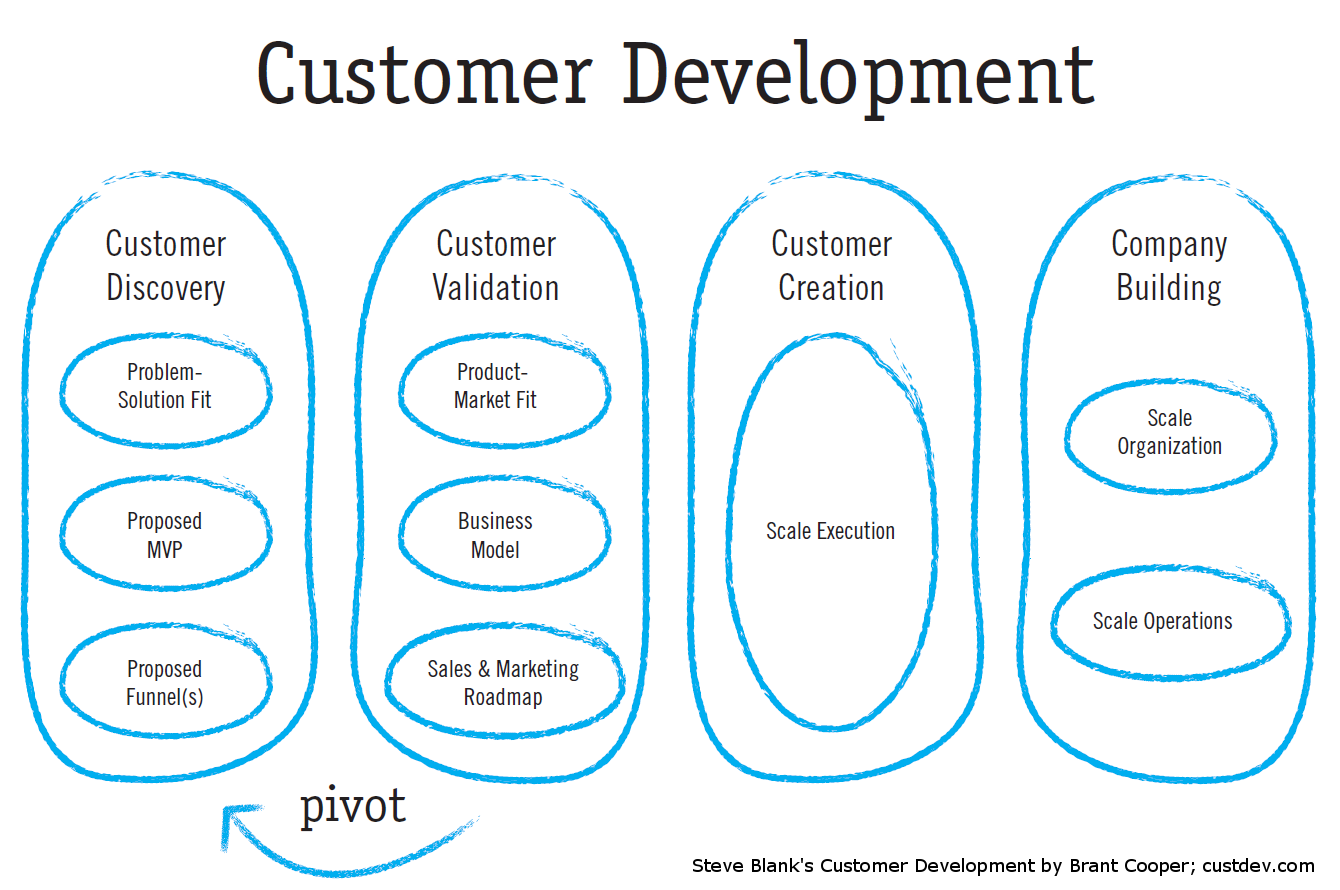 Customer Development
Customer
Discovery
Problem-
Solution Fit
Proposed
MVP
Proposed
Funnel(s)
Customer
Validation
Product-
Market Fit
Business
Model
Sales & Marketing
Roadmap
Customer
Creation
Scale Execution
Company
Building
Scale
Organization
Scale Operations
pivot
Steve Blank's Customer Development by Brant Cooper; custdev.com